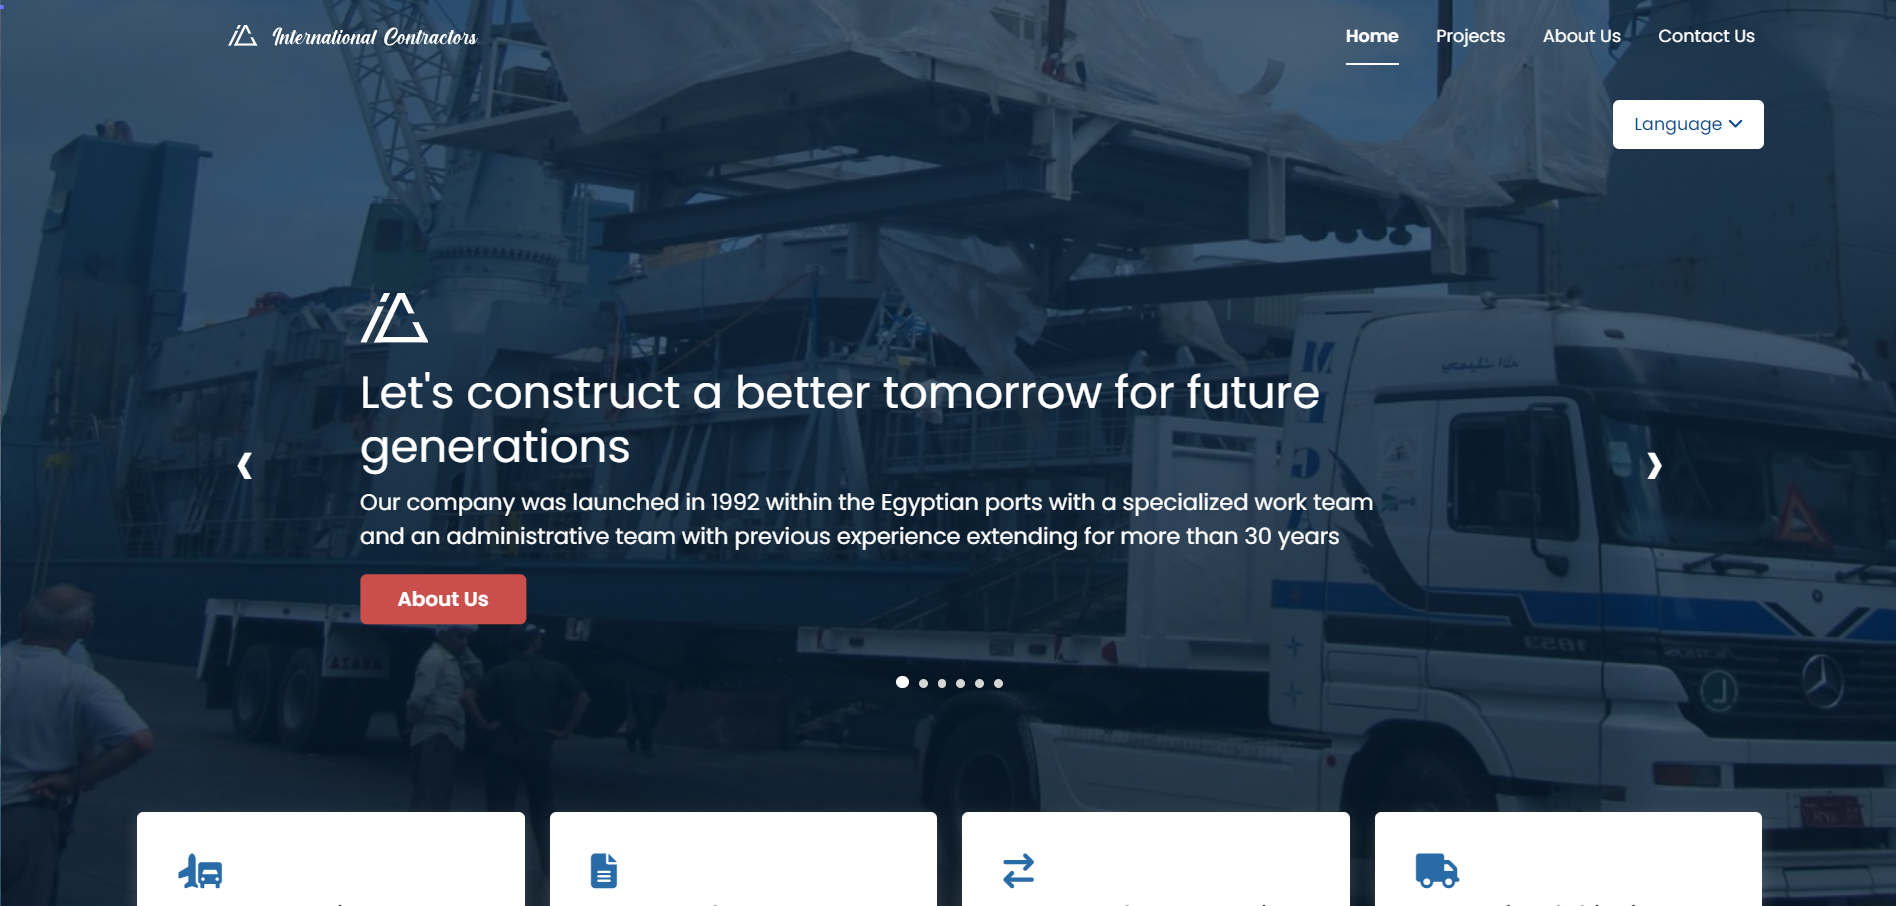 International Contractors
Home
Projects
About Us
Contact Us
Language
Let's construct a better tomorrow for future
generations
Our company was launched in 1992 within the Egyptian ports with a specialized work team
and an administrative team with previous experience extending for more than 30 years
About Us
1853